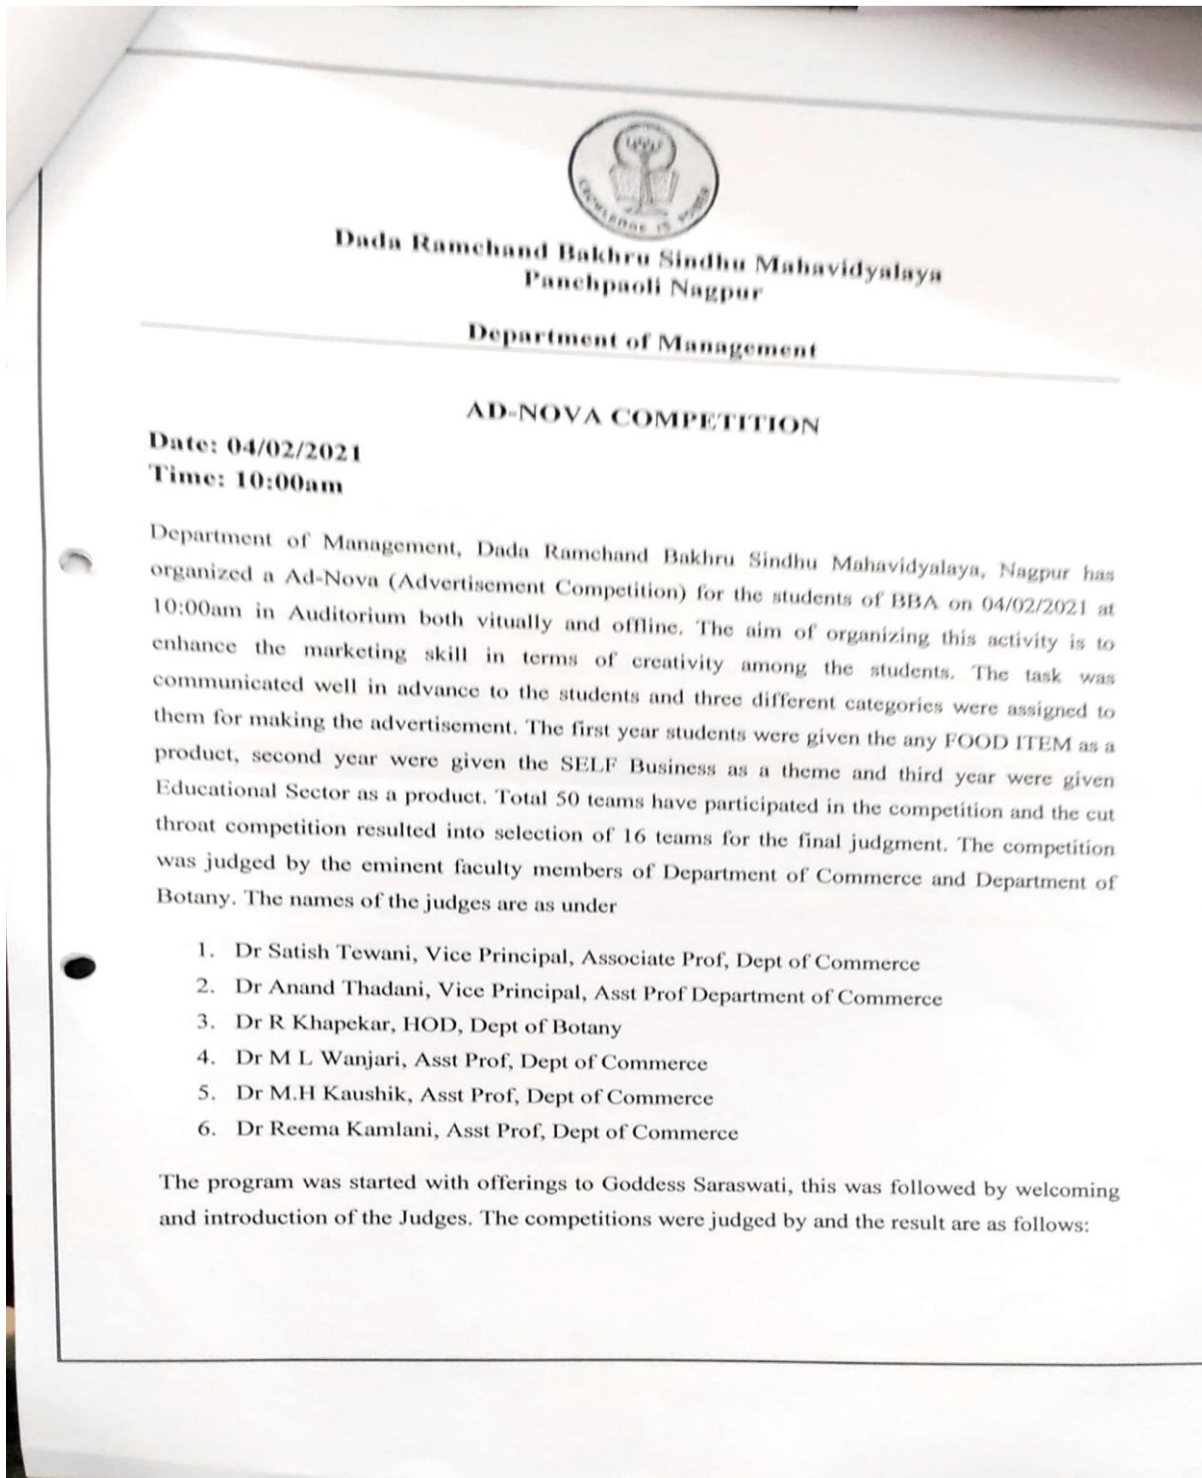 KNOWLEDGE IS POWER
Dada Ramchand Bakhru Sindhu Mahavidyalaya
Panchpaoli Nagpur
Department of Management
AD-NOVA COMPETITION
Date: 04/02/2021
Time: 10:00am
Department of Management, Dada Ramchand Bakhru Sindhu Mahavidyalaya, Nagpur has
organized a Ad-Nova (Advertisement Competition) for the students of BBA on 04/02/2021 at
10:00am in Auditorium both vitually and offline. The aim of organizing this activity is to
enhance the marketing skill in terms of creativity among the students. The task was
communicated well in advance to the students and three different categories were assigned to
them for making the advertisement. The first year students were given the any FOOD ITEM as a
product, second year were given the SELF Business as a theme and third year were given
Educational Sector as a product. Total 50 teams have participated in the competition and the cut
throat competition resulted into selection of 16 teams for the final judgment. The competition
was judged by the eminent faculty members of Department of Commerce and Department of
Botany. The names of the judges are as under
1. Dr Satish Tewani, Vice Principal, Associate Prof, Dept of Commerce
2. Dr Anand Thadani, Vice Principal, Asst Prof Department of Commerce
3. Dr R Khapekar, HOD, Dept of Botany
4. Dr M L Wanjari, Asst Prof, Dept of Commerce
5. Dr M.H Kaushik, Asst Prof, Dept of Commerce
6. Dr Reema Kamlani, Asst Prof, Dept of Commerce
The program was started with offerings to Goddess Saraswati, this was followed by welcoming
and introduction of the Judges. The competitions were judged by and the result are as follows: